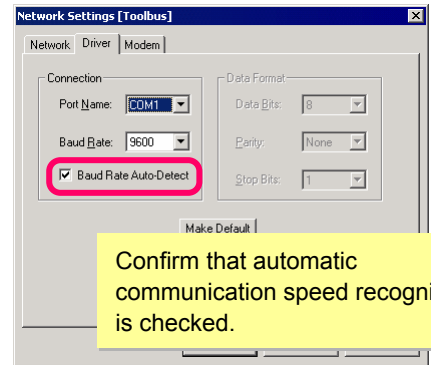 Network Settings [Toolbus]
Network Driver Modem
Connection
Data Format
Port Name: COM1
Data Bits: 8
Baud Rate: 9600
Parity: None
Baud Rate Auto-Detect
Stop Bits: 1
Make Default
Confirm that automatic
communication speed recogni
is checked.